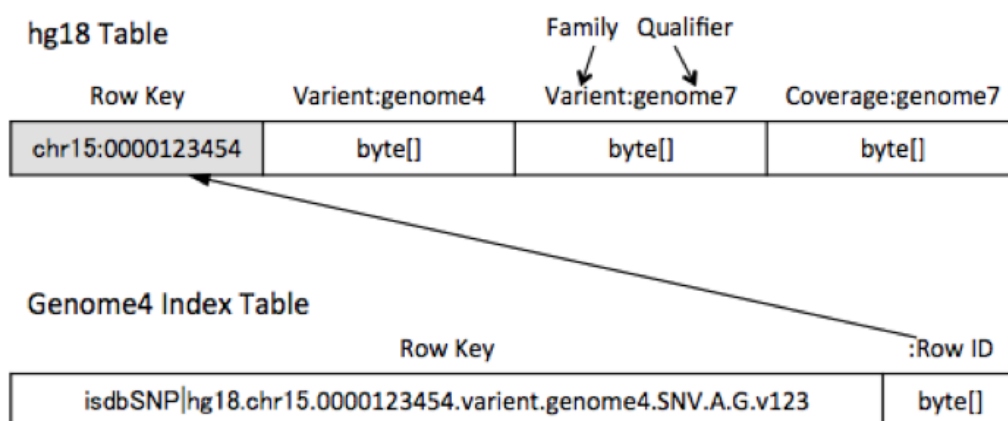 hg18 Table
Family Qualifier
Row Key Varient:genome4 Varient:genome7 Coverage:genome7
chr15:0000123454 byte[] byte[] byte[]
Genome4 Index Table
Row Key :Row ID
isdbSNP|hg18.chr15.0000123454.varient.genome4.SNV.A.G.v123 byte[]